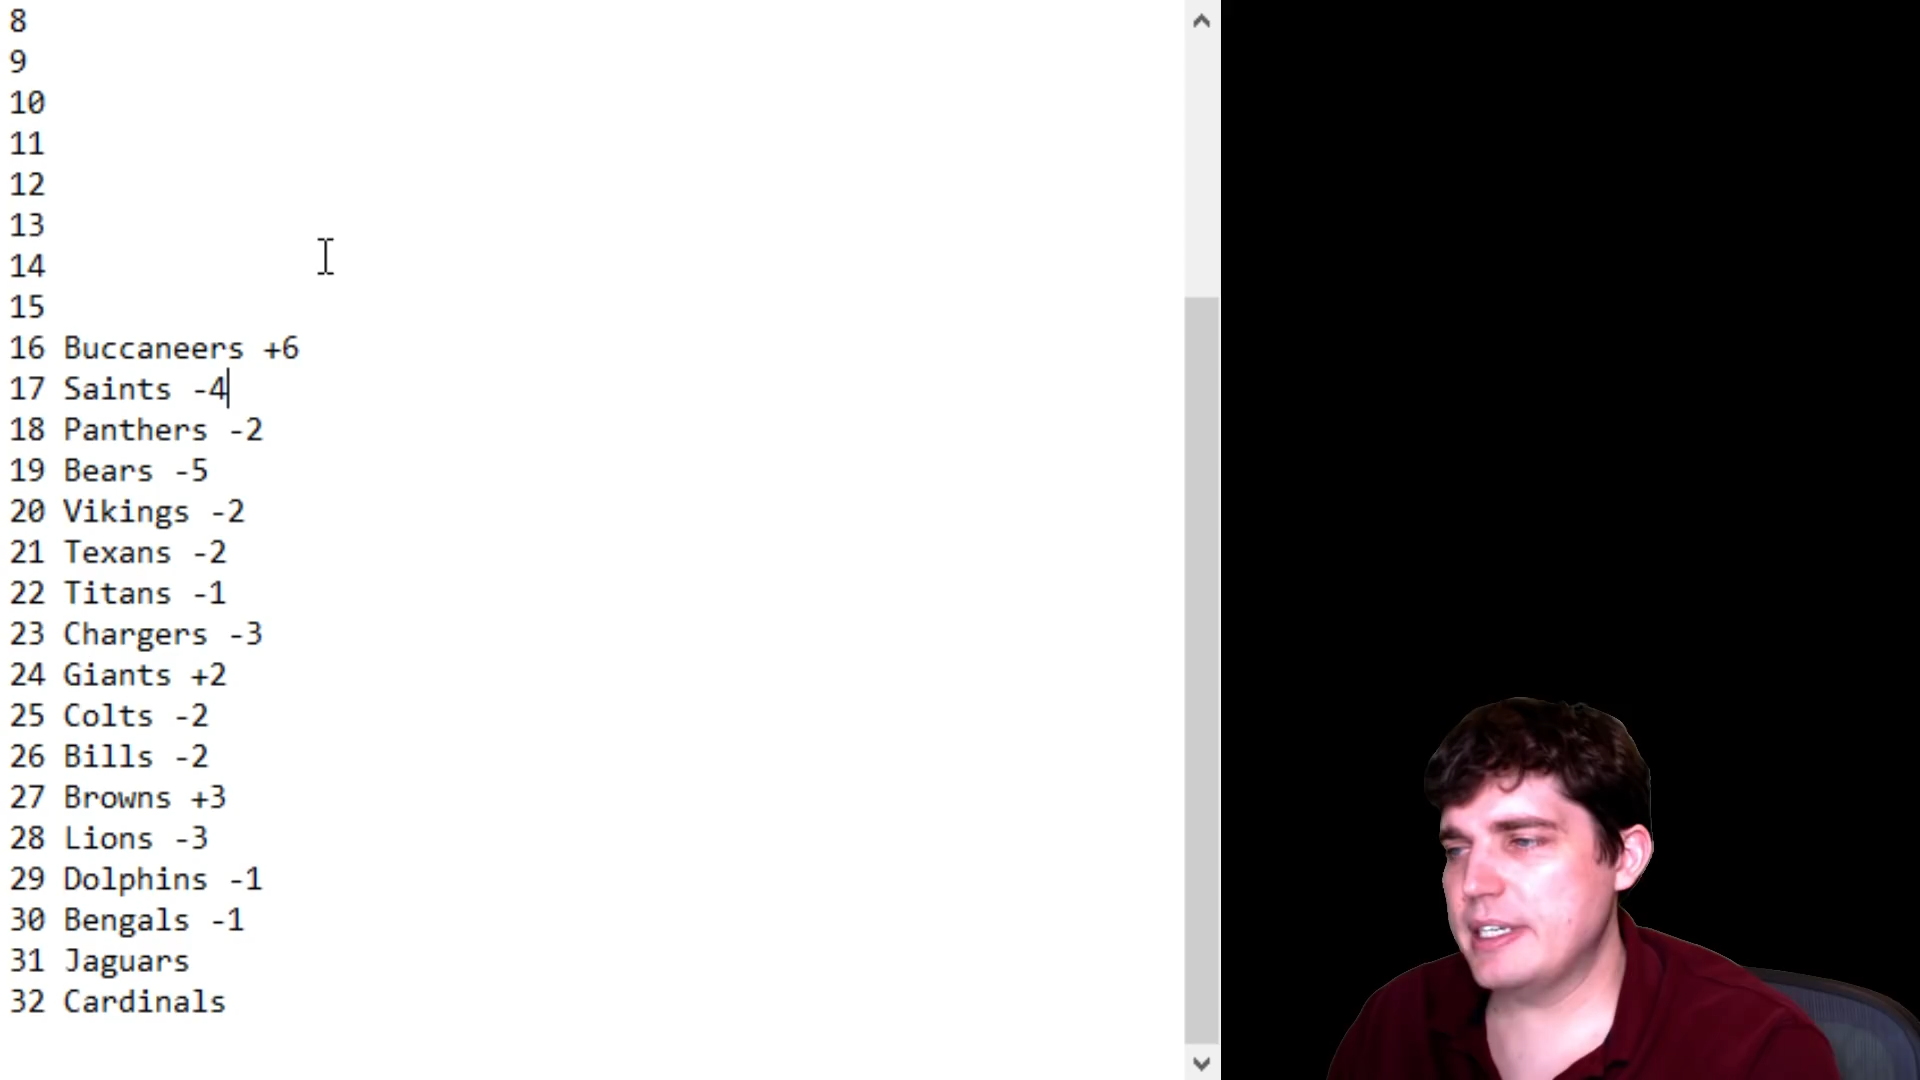 8
9
10
11
12
13
14
15
16 Buccaneers +6
17 Saints -4
18 Panthers -2
19 Bears -5
20 Vikings -2
21 Texans -2
22 Titans -1
23 Chargers -3
24 Giants +2
25 Colts -2
26 Bills -2
27 Browns +3
28 Lions -3
29 Dolphins -1
30 Bengals -1
31 Jaguars
32 Cardinals